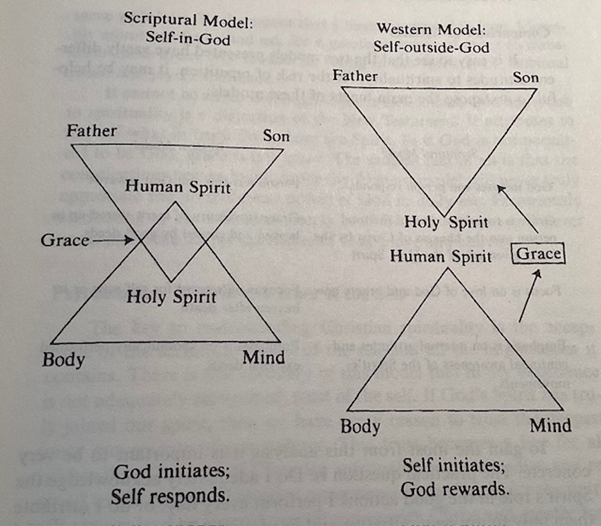 Scriptural Model:
Self-in-God
Father
Son
Human Spirit
Grace
Holy Spirit
Body
Mind
God initiates;
Self responds.
Western Model:
Self-outside-God
Father
Son
Holy Spirit
Human Spirit
Grace
Body
Mind
Self initiates;
God rewards.